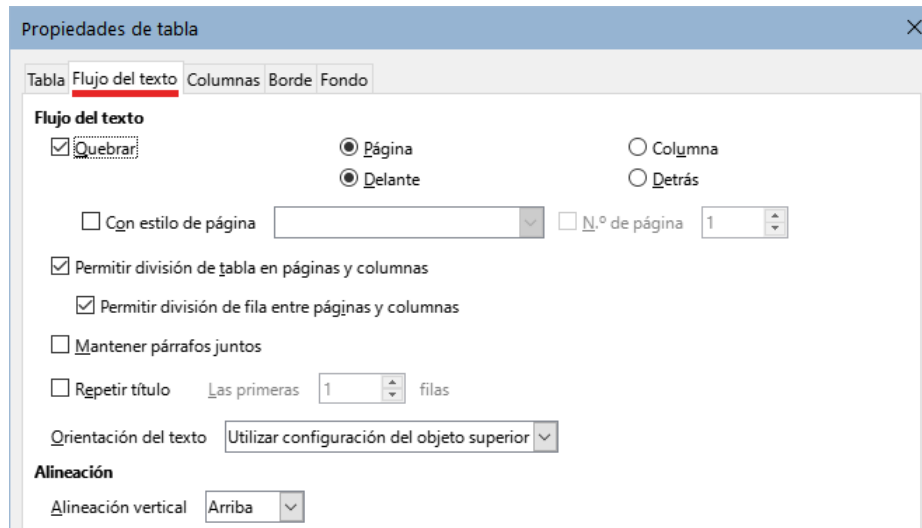 Propiedades de tabla
Tabla Flujo del texto Columnas Borde Fondo
Flujo del texto
Quebrar Página Columna
Delante Detrás
Con estilo de página N.º de página 1
Permitir división de tabla en páginas y columnas
Permitir división de fila entre páginas y columnas
Mantener párrafos juntos
Repetir título Las primeras 1 filas
Orientación del texto Utilizar configuración del objeto superior
Alineación
Alineación vertical Arriba